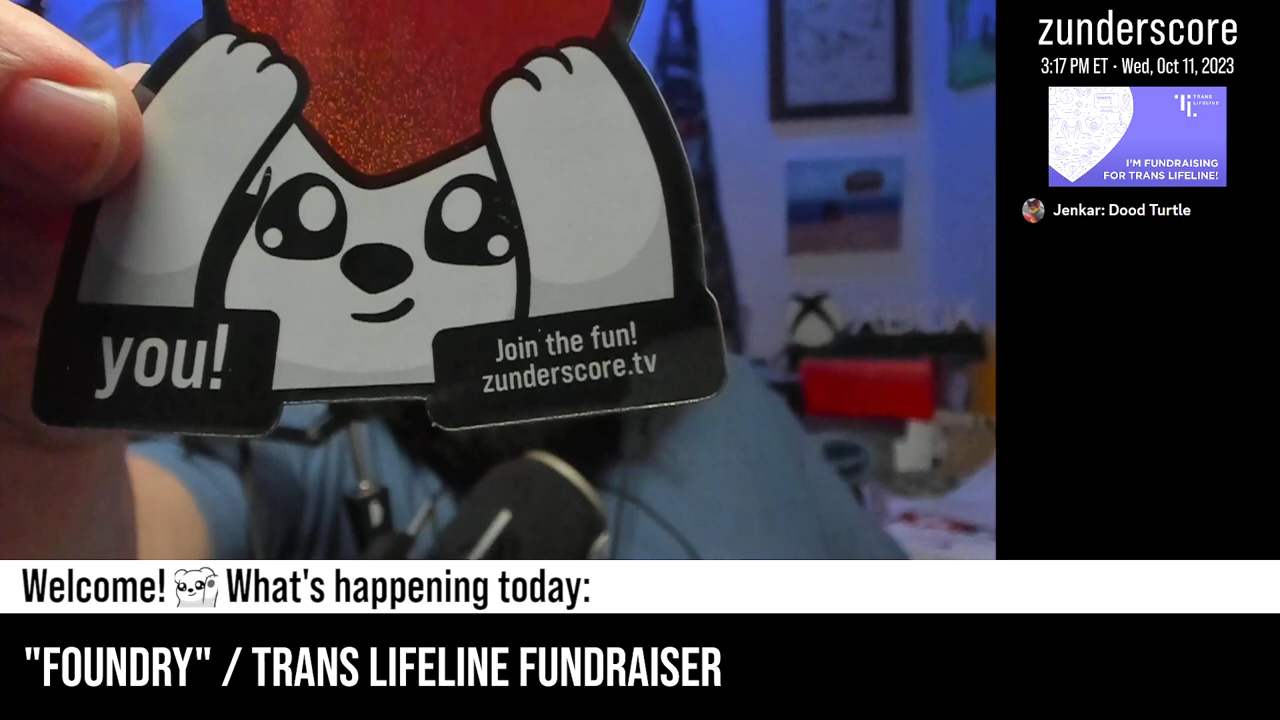 zunderscore
3:17 PM ET · Wed, Oct 11, 2023
TRANS
LIFELINE
I'M FUNDRAISING
FOR TRANS LIFELINE!
Jenkar: Dood Turtle
you!
Join the fun!
zunderscore.tv
XBOX
Welcome! What's happening today:
"FOUNDRY" / TRANS LIFELINE FUNDRAISER